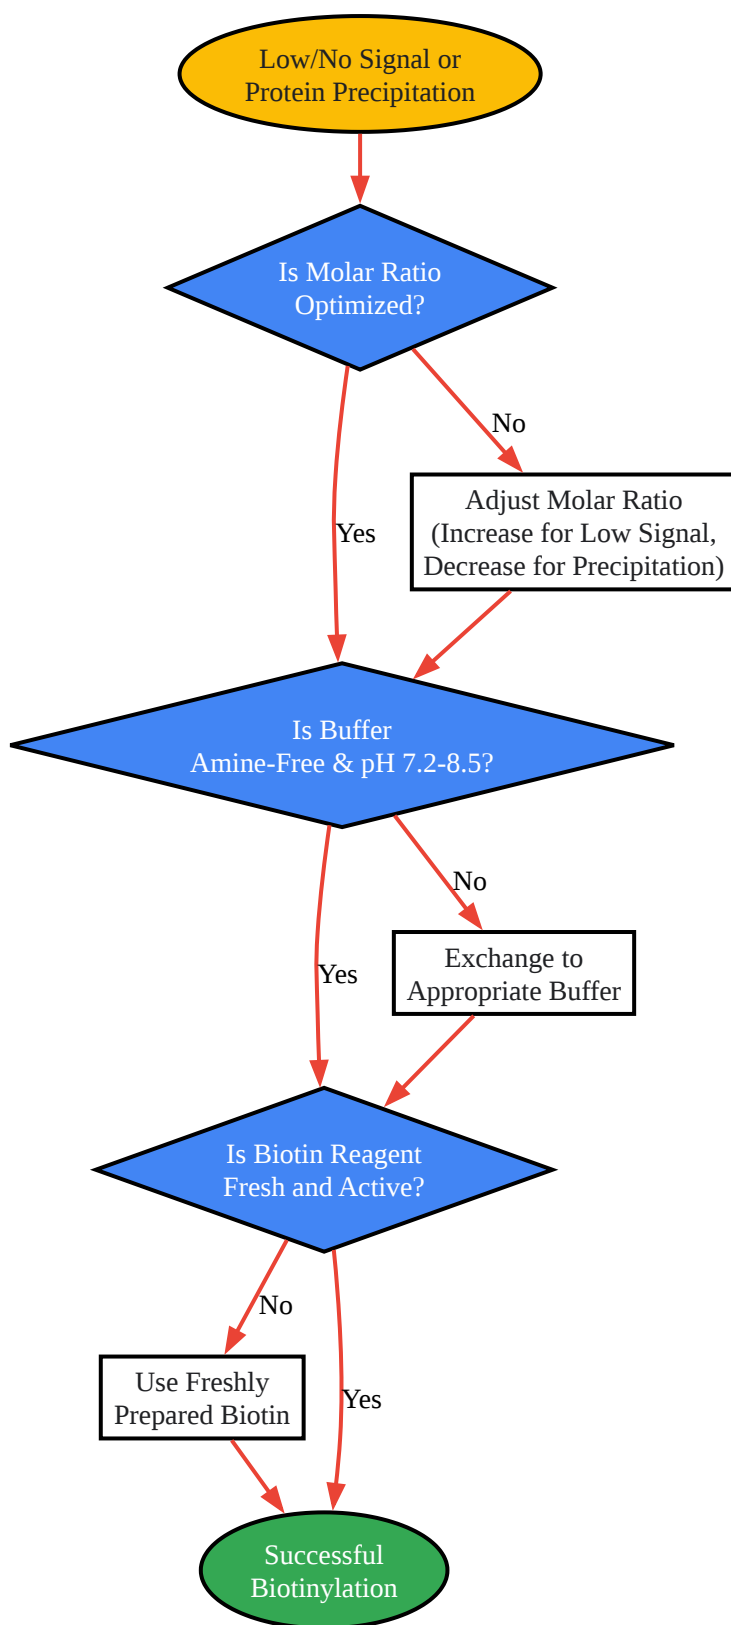 Low/No Signal or
Protein Precipitation
Is Molar Ratio
Optimized?
No
Adjust Molar Ratio
(Increase for Low Signal,
Decrease for Precipitation)
Yes
Is Buffer
Amine-Free & pH 7.2-8.5?
No
Exchange to
Appropriate Buffer
Yes
Is Biotin Reagent
Fresh and Active?
No
Use Freshly
Prepared Biotin
Yes
Successful
Biotinylation